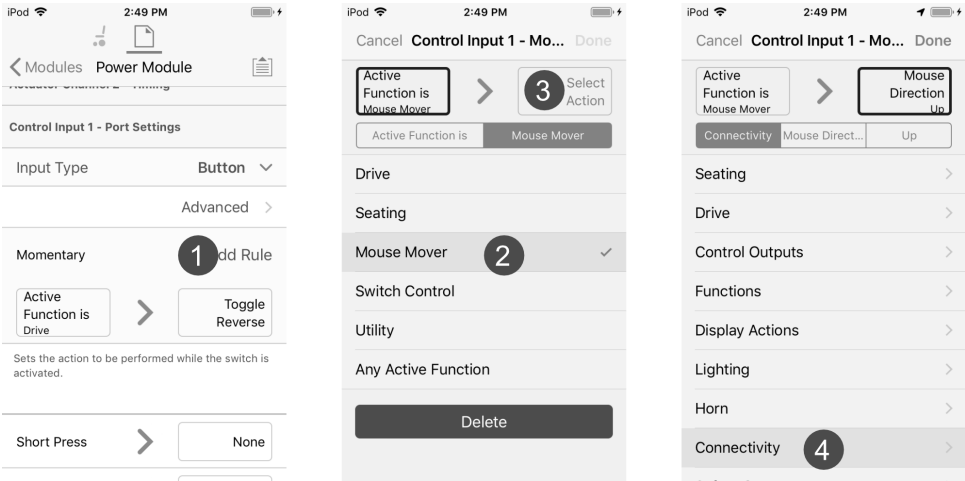 iPod 2:49 PM
Modules Power Module
Actuator Channel 2 - Timing
Control Input 1 - Port Settings
Input Type Button
Advanced
Momentary 1 dd Rule
Active
Function is
Drive
Toggle
Reverse
Sets the action to be performed while the switch is
activated.
Short Press None
iPod 2:49 PM
Cancel Control Input 1 - Mo... Done
Active
Function is
Mouse Mover
3 Select
Action
Active Function is Mouse Mover
Drive
Seating
Mouse Mover 2
Switch Control
Utility
Any Active Function
Delete
iPod 2:49 PM
Cancel Control Input 1 - Mo... Done
Active
Function is
Mouse Mover
Mouse
Direction
Up
Connectivity Mouse Direct... Up
Seating
Drive
Control Outputs
Functions
Display Actions
Lighting
Horn
Connectivity 4